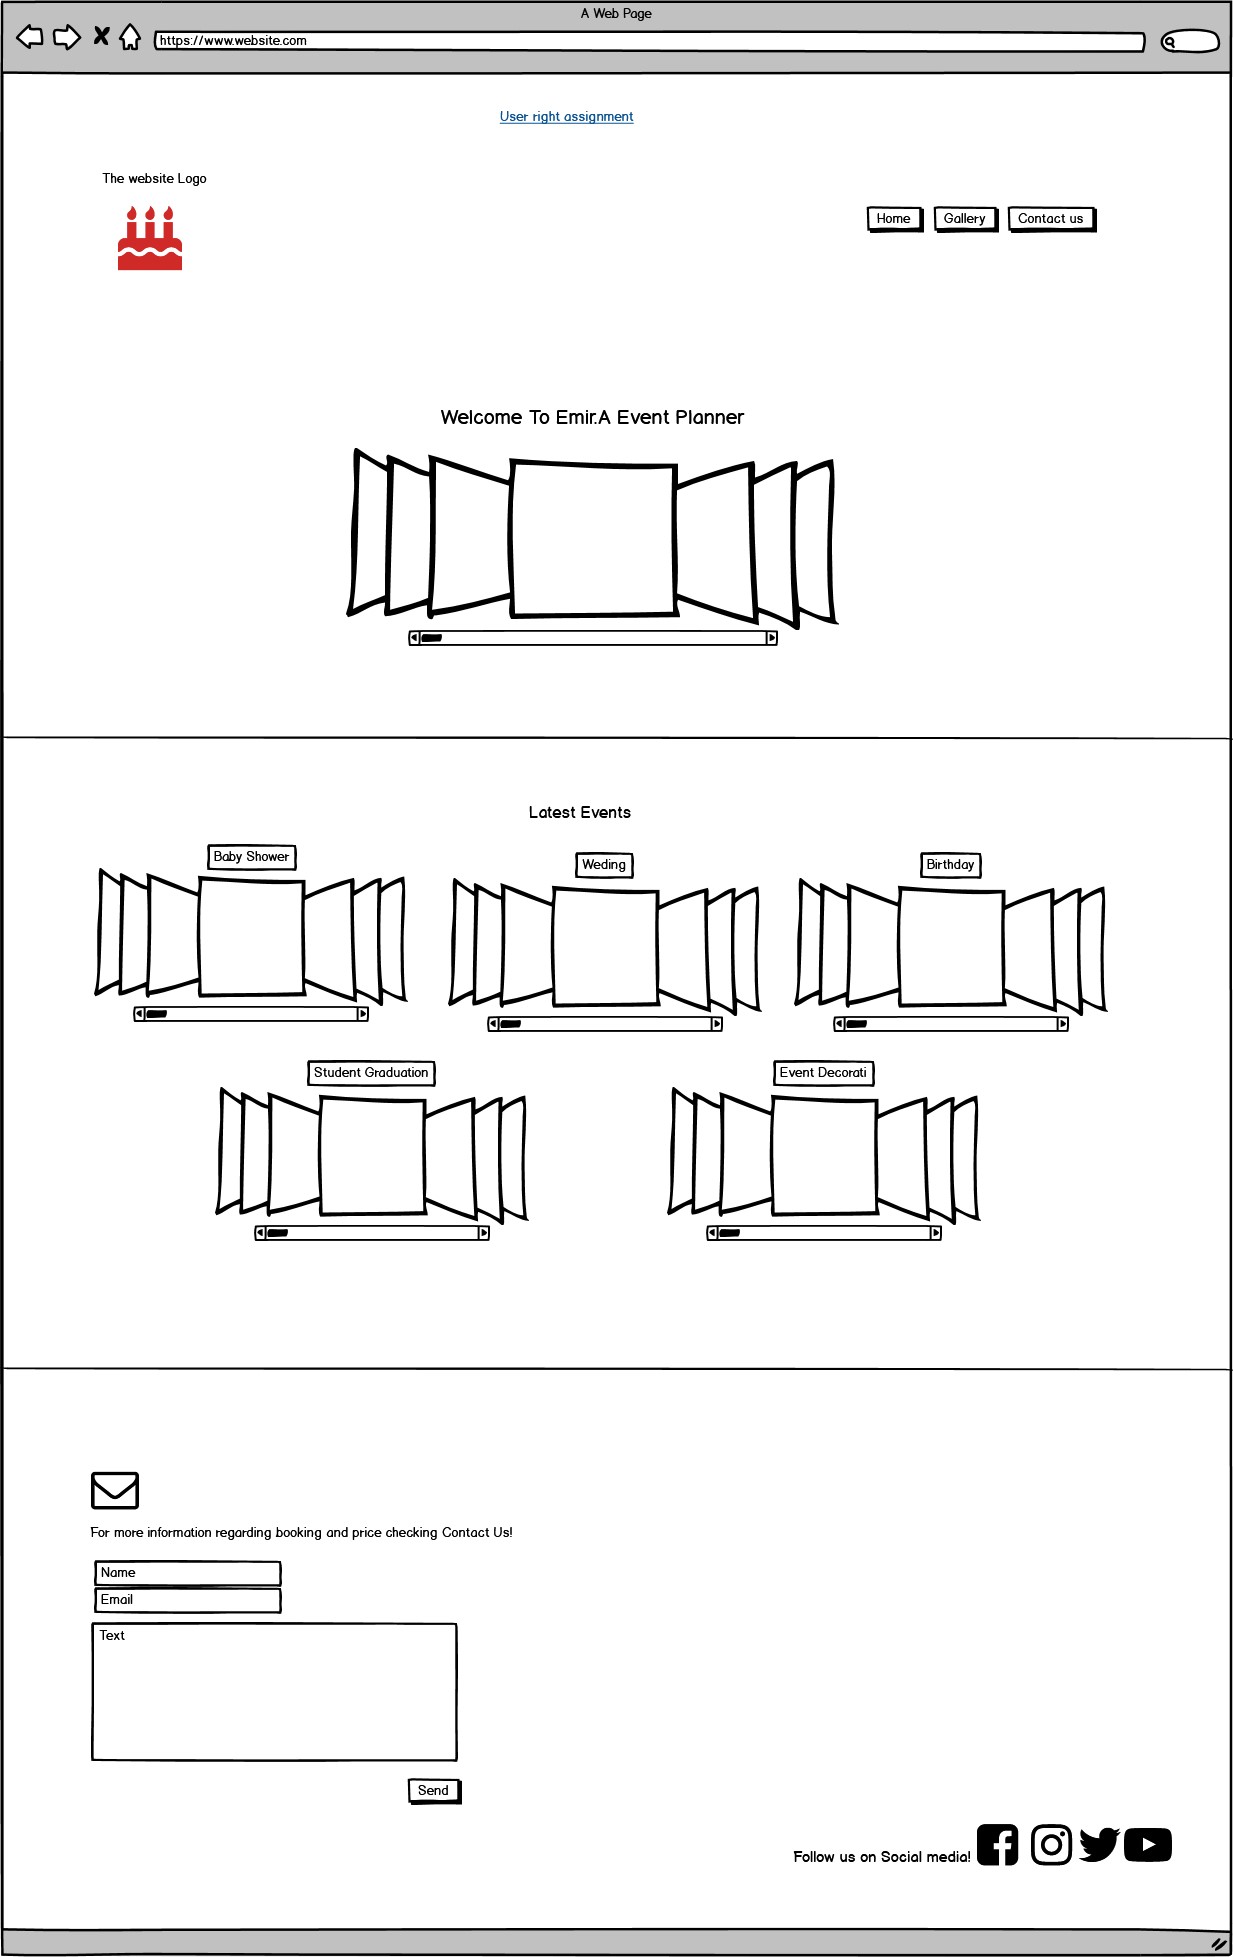 A Web Page
https://www.website.com
User right assignment
The website Logo
Home
Gallery
Contact us
Welcome To Emir.A Event Planner
Latest Events
Baby Shower
Weding
Birthday
Student Graduation
Event Decorati
For more information regarding booking and price checking Contact Us!
Name
Email
Text
Send
Follow us on Social media!